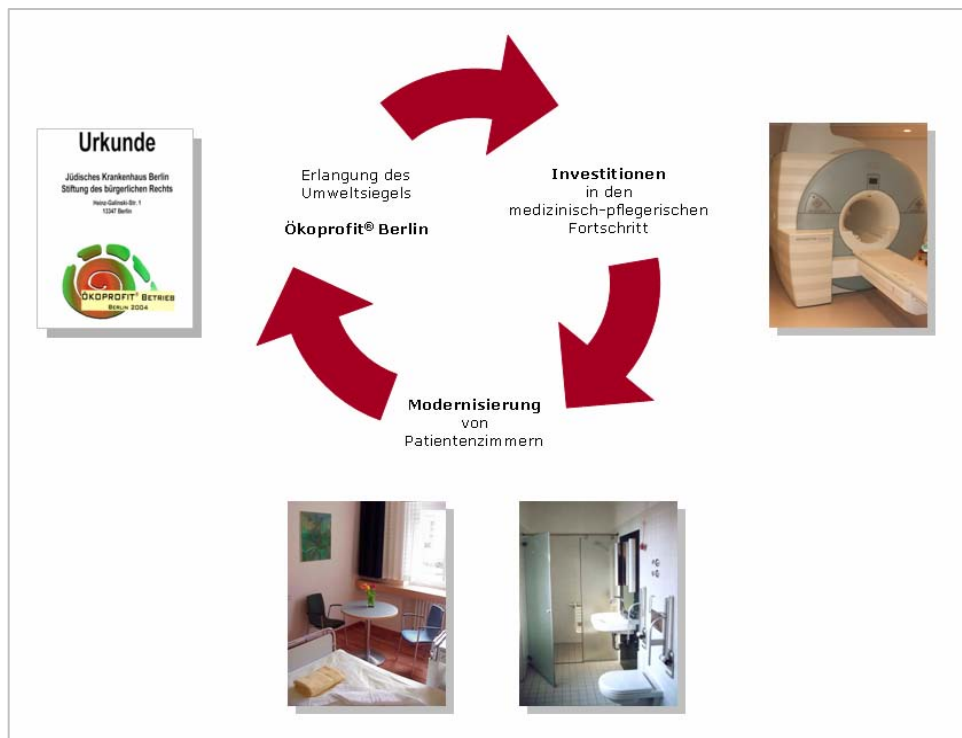 Urkunde
Jüdisches Krankenhaus Berlin
Stiftung des bürgerlichen Rechts
Heinz-Galinski-Str. 1
13347 Berlin
ÖKOPROFIT® BETRIEB
BERLIN 2004
Erlangung des
Umweltsiegels
Ökoprofit® Berlin
Investitionen
in den
medizinisch-pflegerischen
Fortschritt
Modernisierung
von
Patientenzimmern